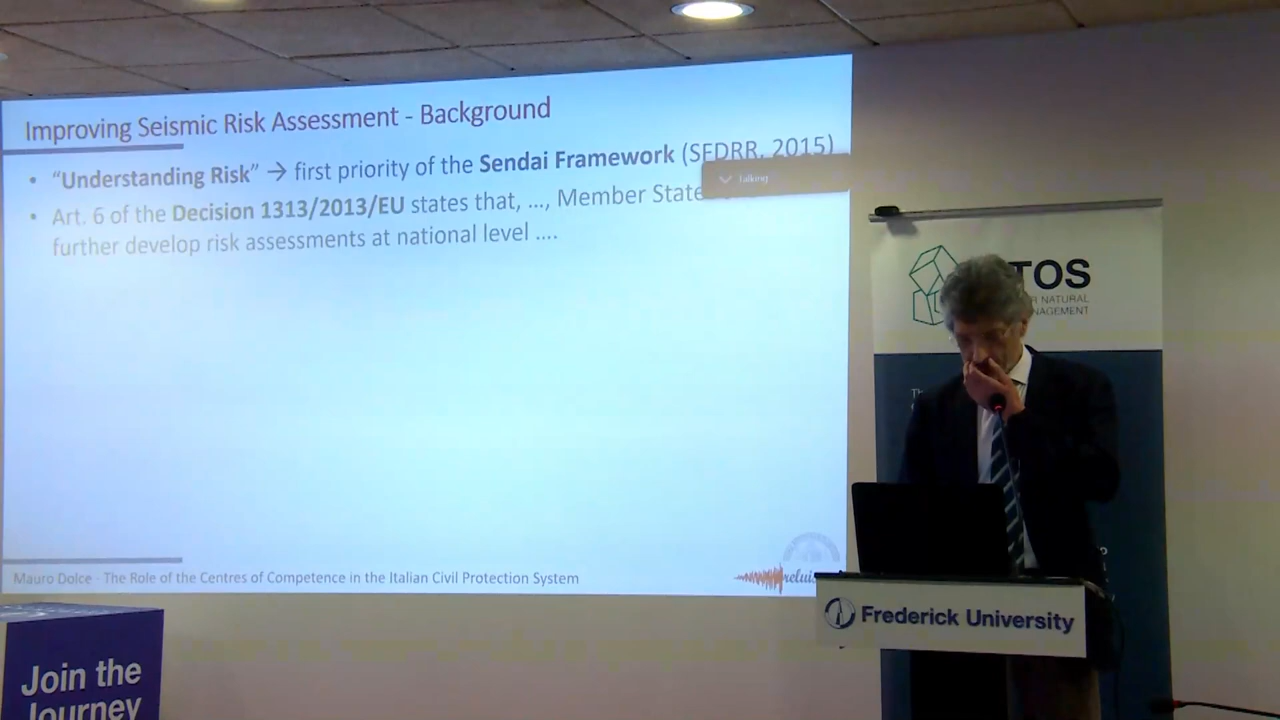 Improving Seismic Risk Assessment - Background
• “Understanding Risk” → first priority of the Sendai Framework (SFDRR, 2015)
Talking
• Art. 6 of the Decision 1313/2013/EU states that, …, Member State
further develop risk assessments at national level ….
Mauro Dolce - The Role of the Centres of Competence in the Italian Civil Protection System
reluis
TOS
R NATURAL
NAGEMENT
Th
Frederick University
Join the
Journey